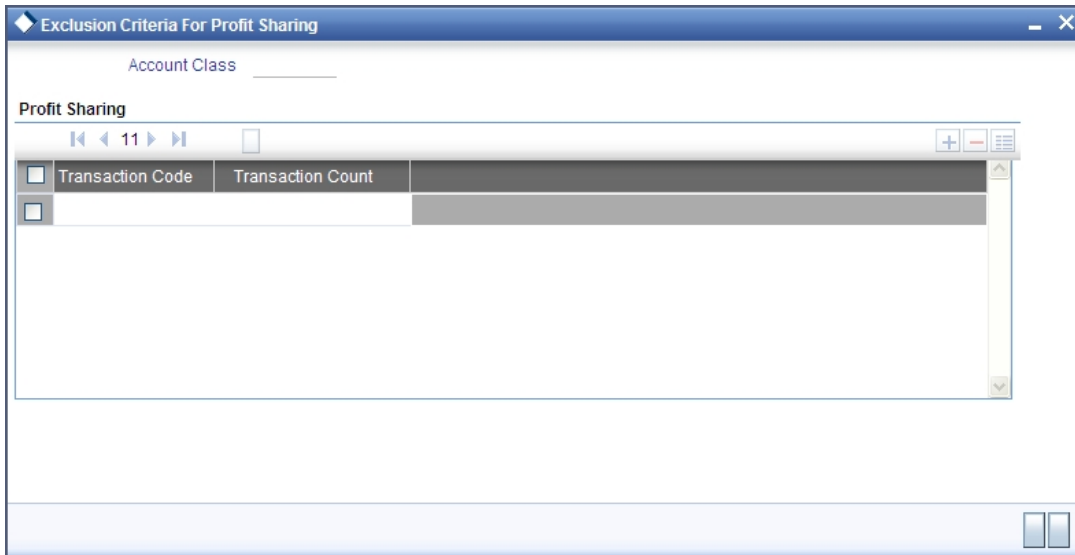 Exclusion Criteria For Profit Sharing
Account Class
Profit Sharing
11
Transaction Code Transaction Count